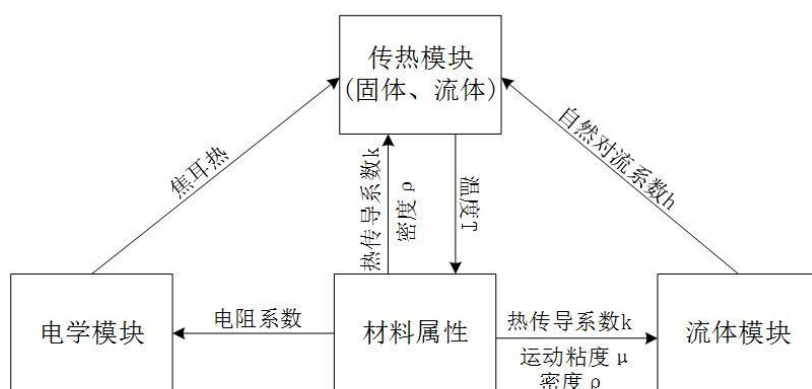 传热模块
(固体、流体)
焦耳热
热传导系数k
密度ρ
温度T
自然对流系数h
电学模块
电阻系数
材料属性
热传导系数k
运动粘度μ
密度ρ
流体模块